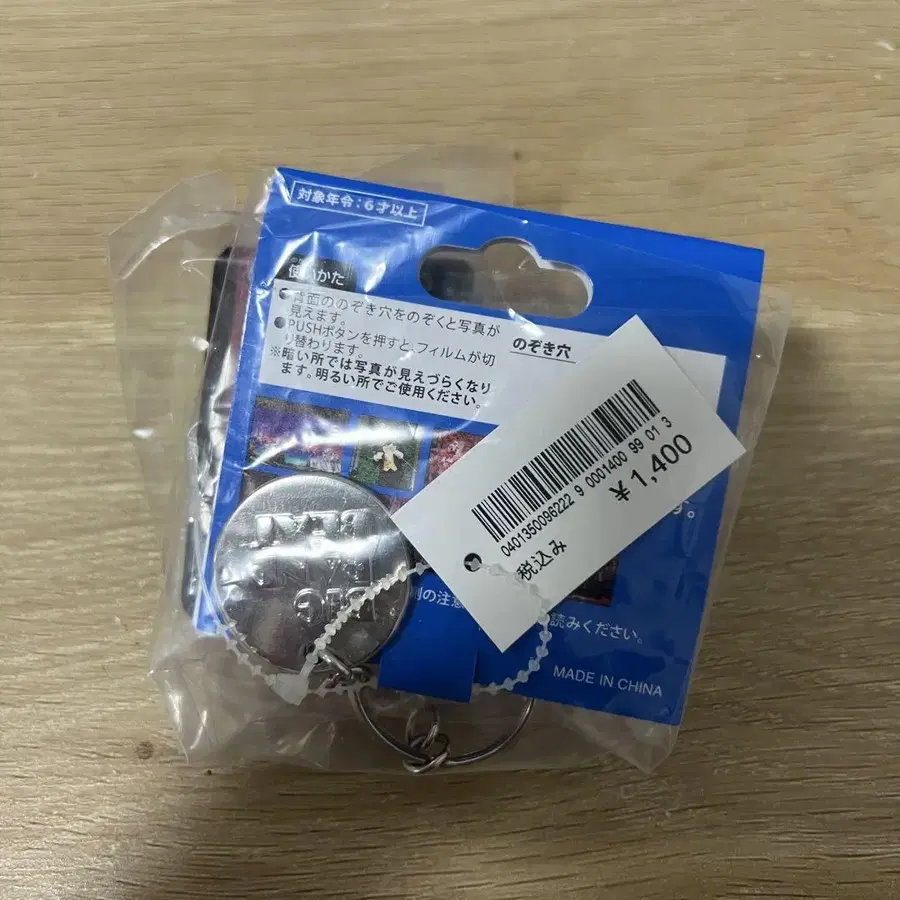 対象年令：6才以上
使いかた
●背面ののぞき穴をのぞくと写真が
見えます。
●PUSHボタンを押すと、フィルムが切
り替わります。
※暗い所では写真が見えづらくなり
ます。明るい所でご使用ください。
のぞき穴
0401350096222 9 0001400 99 01 3
¥1,400
税込み
す。
の注意
読みください。
MADE IN CHINA